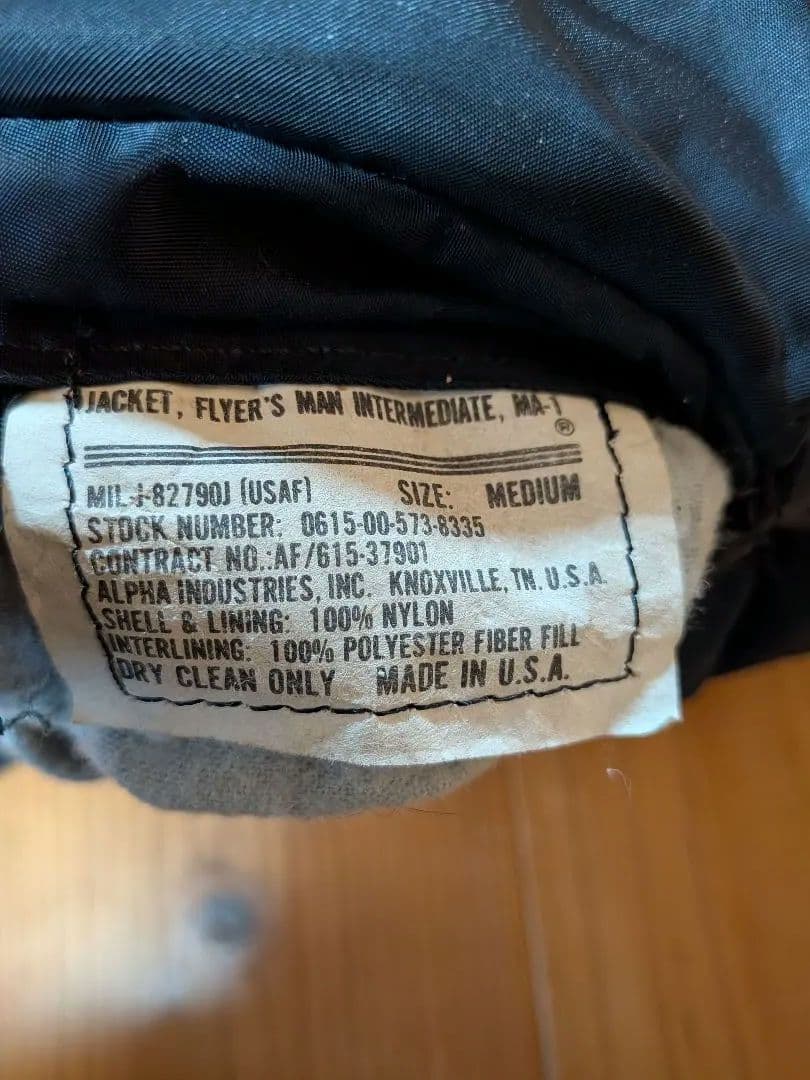 JACKET, FLYER'S MAN INTERMEDIATE, MA-1
®
MIL-J-82790J (USAF) SIZE: MEDIUM
STOCK NUMBER: 0615-00-573-8335
CONTRACT NO.:AF/615-37901
ALPHA INDUSTRIES, INC. KNOXVILLE, TN. U.S.A.
SHELL & LINING: 100% NYLON
INTERLINING: 100% POLYESTER FIBER FILL
DRY CLEAN ONLY MADE IN U.S.A.